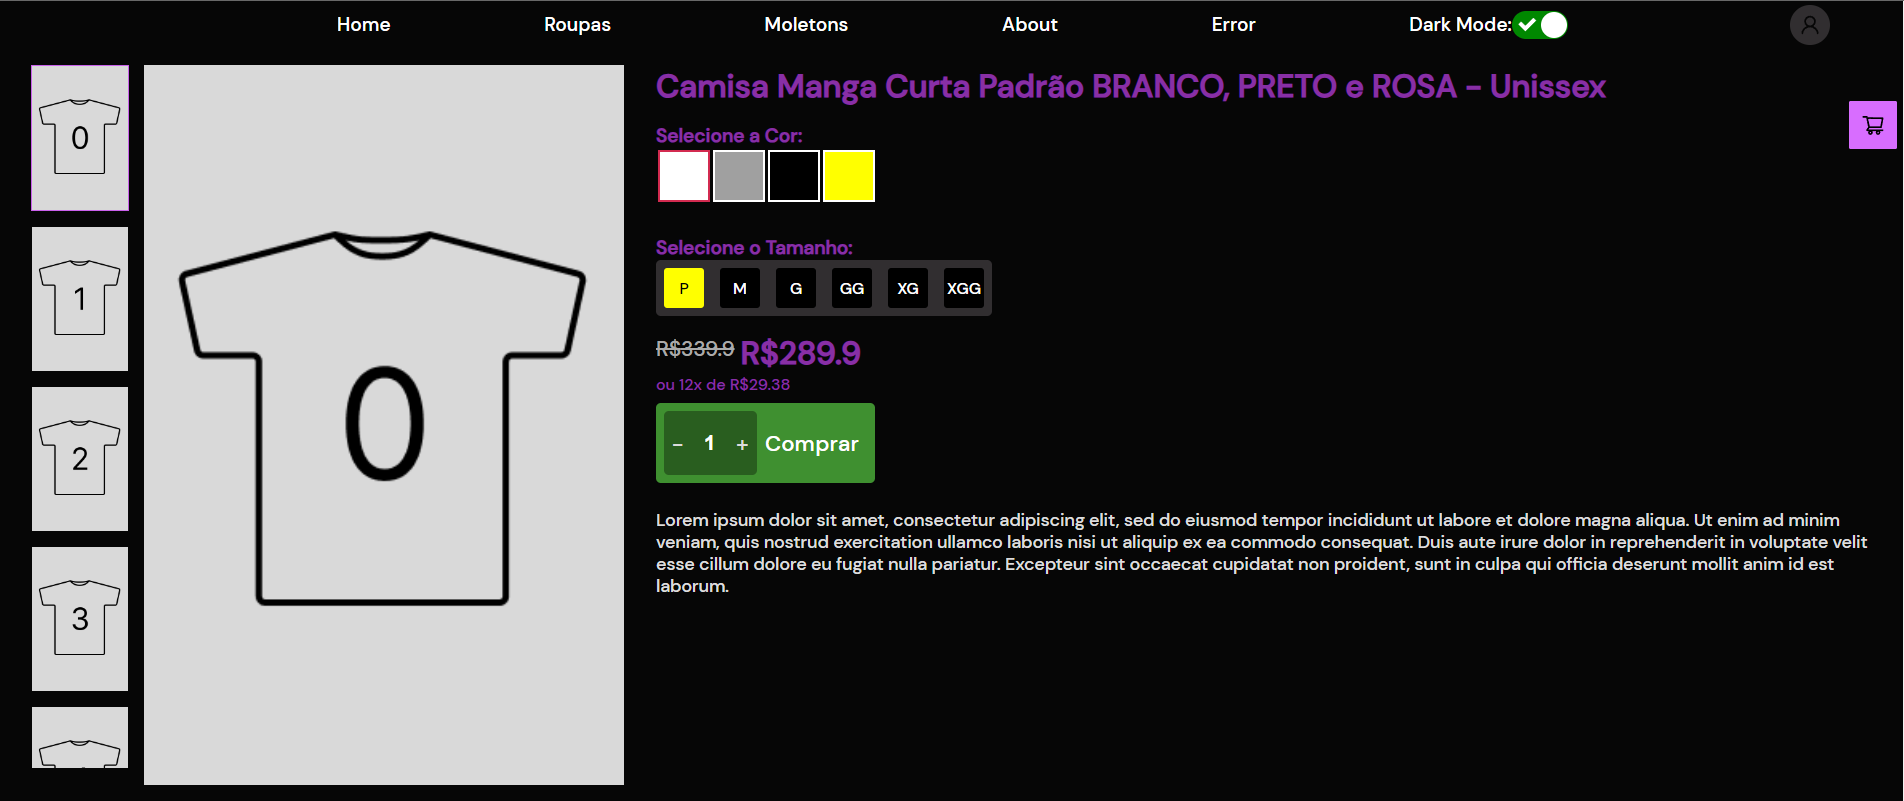 Home Roupas Moletons About Error Dark Mode:
0
1
2
3
0
Camisa Manga Curta Padrão BRANCO, PRETO e ROSA - Unissex
Selecione a Cor:
Selecione o Tamanho:
P M G GG XG XGG
R$339.9 R$289.9
ou 12x de R$29.38
- 1 + Comprar
Lorem ipsum dolor sit amet, consectetur adipiscing elit, sed do eiusmod tempor incididunt ut labore et dolore magna aliqua. Ut enim ad minim
veniam, quis nostrud exercitation ullamco laboris nisi ut aliquip ex ea commodo consequat. Duis aute irure dolor in reprehenderit in voluptate velit
esse cillum dolore eu fugiat nulla pariatur. Excepteur sint occaecat cupidatat non proident, sunt in culpa qui officia deserunt mollit anim id est
laborum.